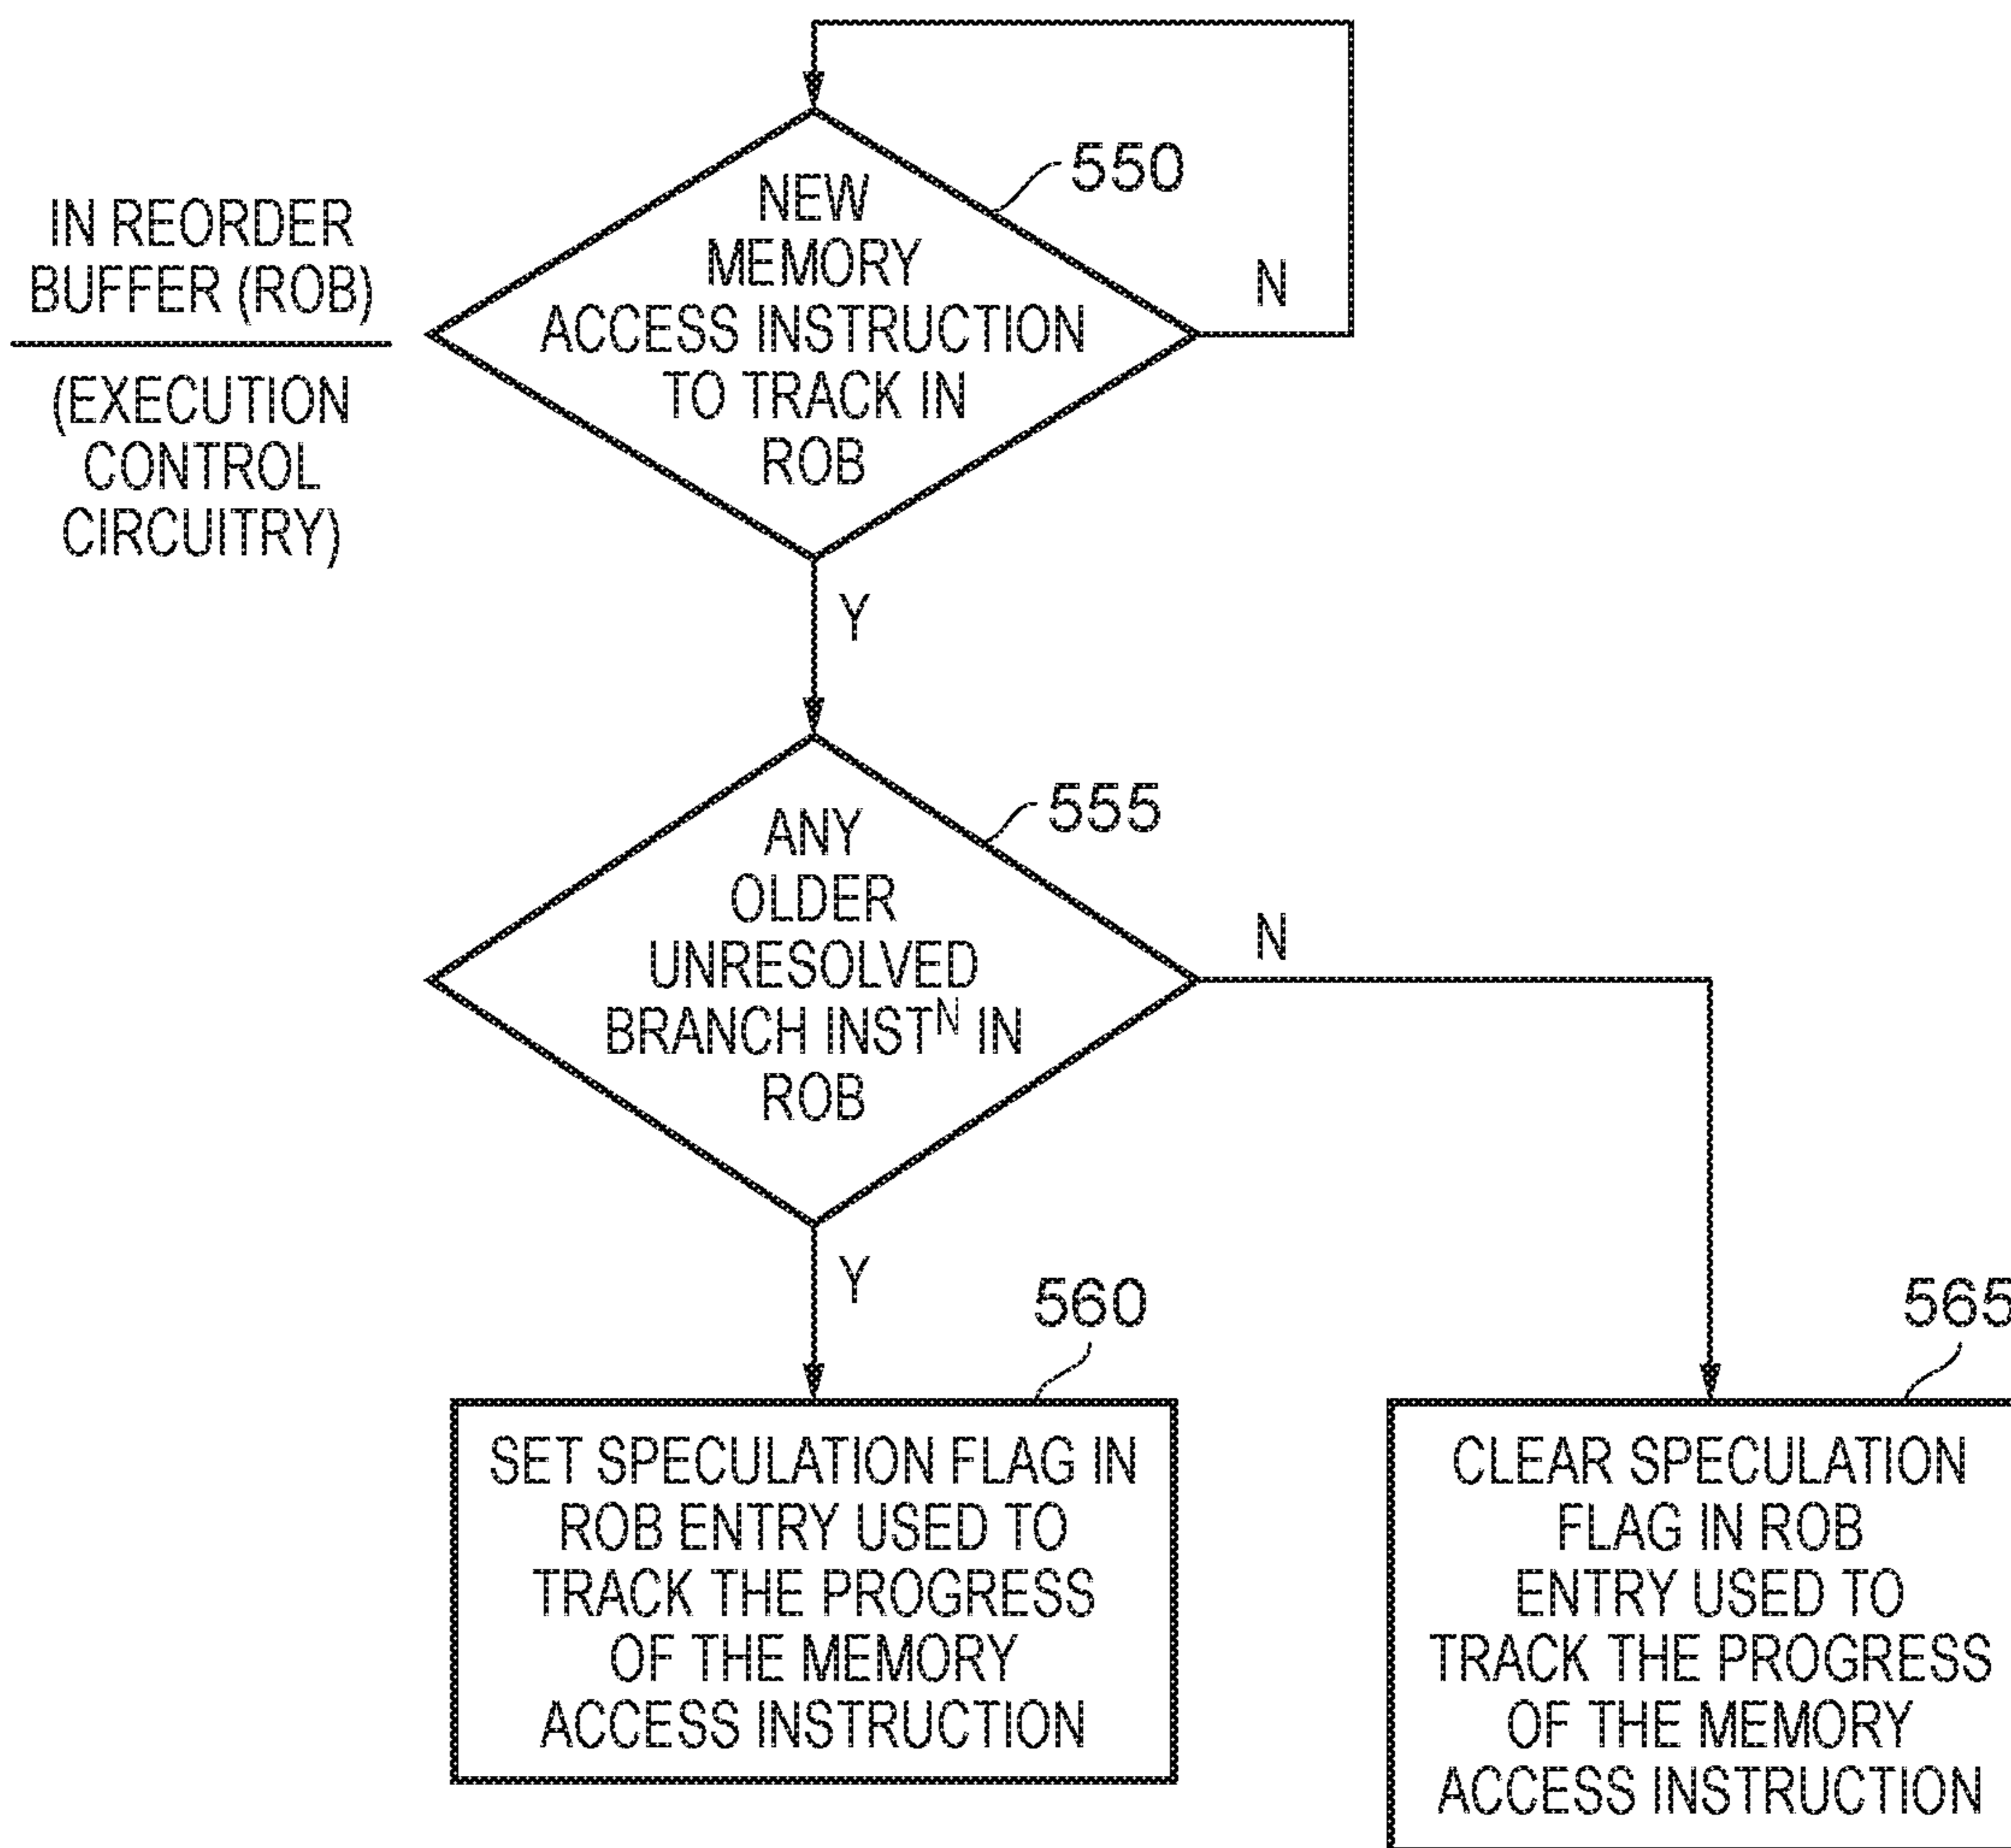 IN REORDER
BUFFER (ROB)
(EXECUTION
CONTROL
CIRCUITRY)
550
NEW
MEMORY
ACCESS INSTRUCTION
TO TRACK IN
ROB
N
Y
555
ANY
OLDER
UNRESOLVED
BRANCH INSTᴺ IN
ROB
N
Y
560
SET SPECULATION FLAG IN
ROB ENTRY USED TO
TRACK THE PROGRESS
OF THE MEMORY
ACCESS INSTRUCTION
565
CLEAR SPECULATION
FLAG IN ROB
ENTRY USED TO
TRACK THE PROGRESS
OF THE MEMORY
ACCESS INSTRUCTION